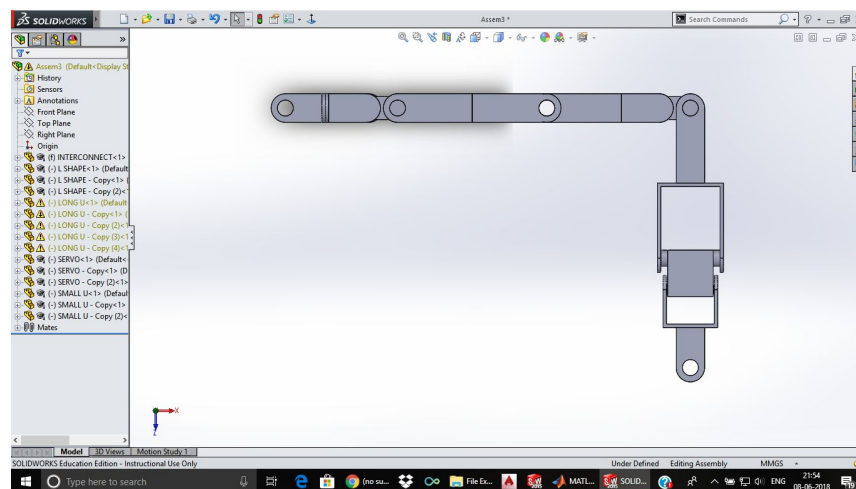 SOLIDWORKS
Assem3 *
Search Commands
Assem3 (Default<Display St
History
Sensors
Annotations
Front Plane
Top Plane
Right Plane
Origin
(f) INTERCONNECT<1>
(-) L SHAPE<1> (Default
(-) L SHAPE - Copy<1> (
(-) L SHAPE - Copy (2)<
(-) LONG U<1> (Default
(-) LONG U - Copy<1> (
(-) LONG U - Copy (2)<1
(-) LONG U - Copy (3)<1
(-) LONG U - Copy (4)<1
(-) SERVO<1> (Default<
(-) SERVO - Copy<1> (D
(-) SERVO - Copy (2)<1>
(-) SMALL U<1> (Defaul
(-) SMALL U - Copy<1>
(-) SMALL U - Copy (2)<
Mates
X
Z
Model 3D Views Motion Study 1
SOLIDWORKS Education Edition - Instructional Use Only Under Defined Editing Assembly MMGS
Type here to search (no su... File Ex... MATL... SOLID... ENG 21:54
08-06-2018